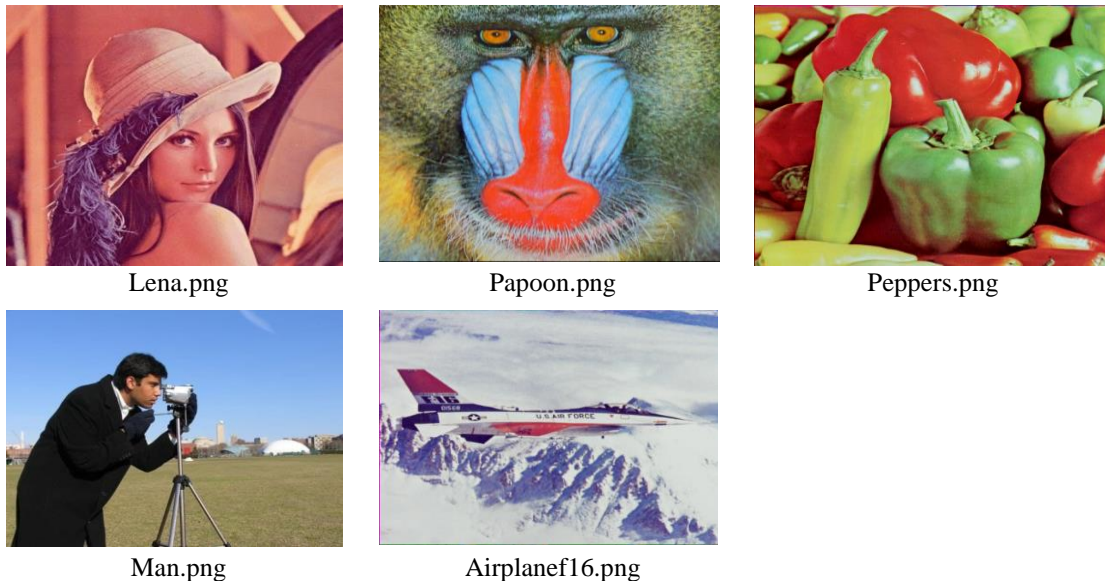 Lena.png
Papoon.png
Peppers.png
F16
U.S. AIR FORCE
Man.png
Airplanef16.png